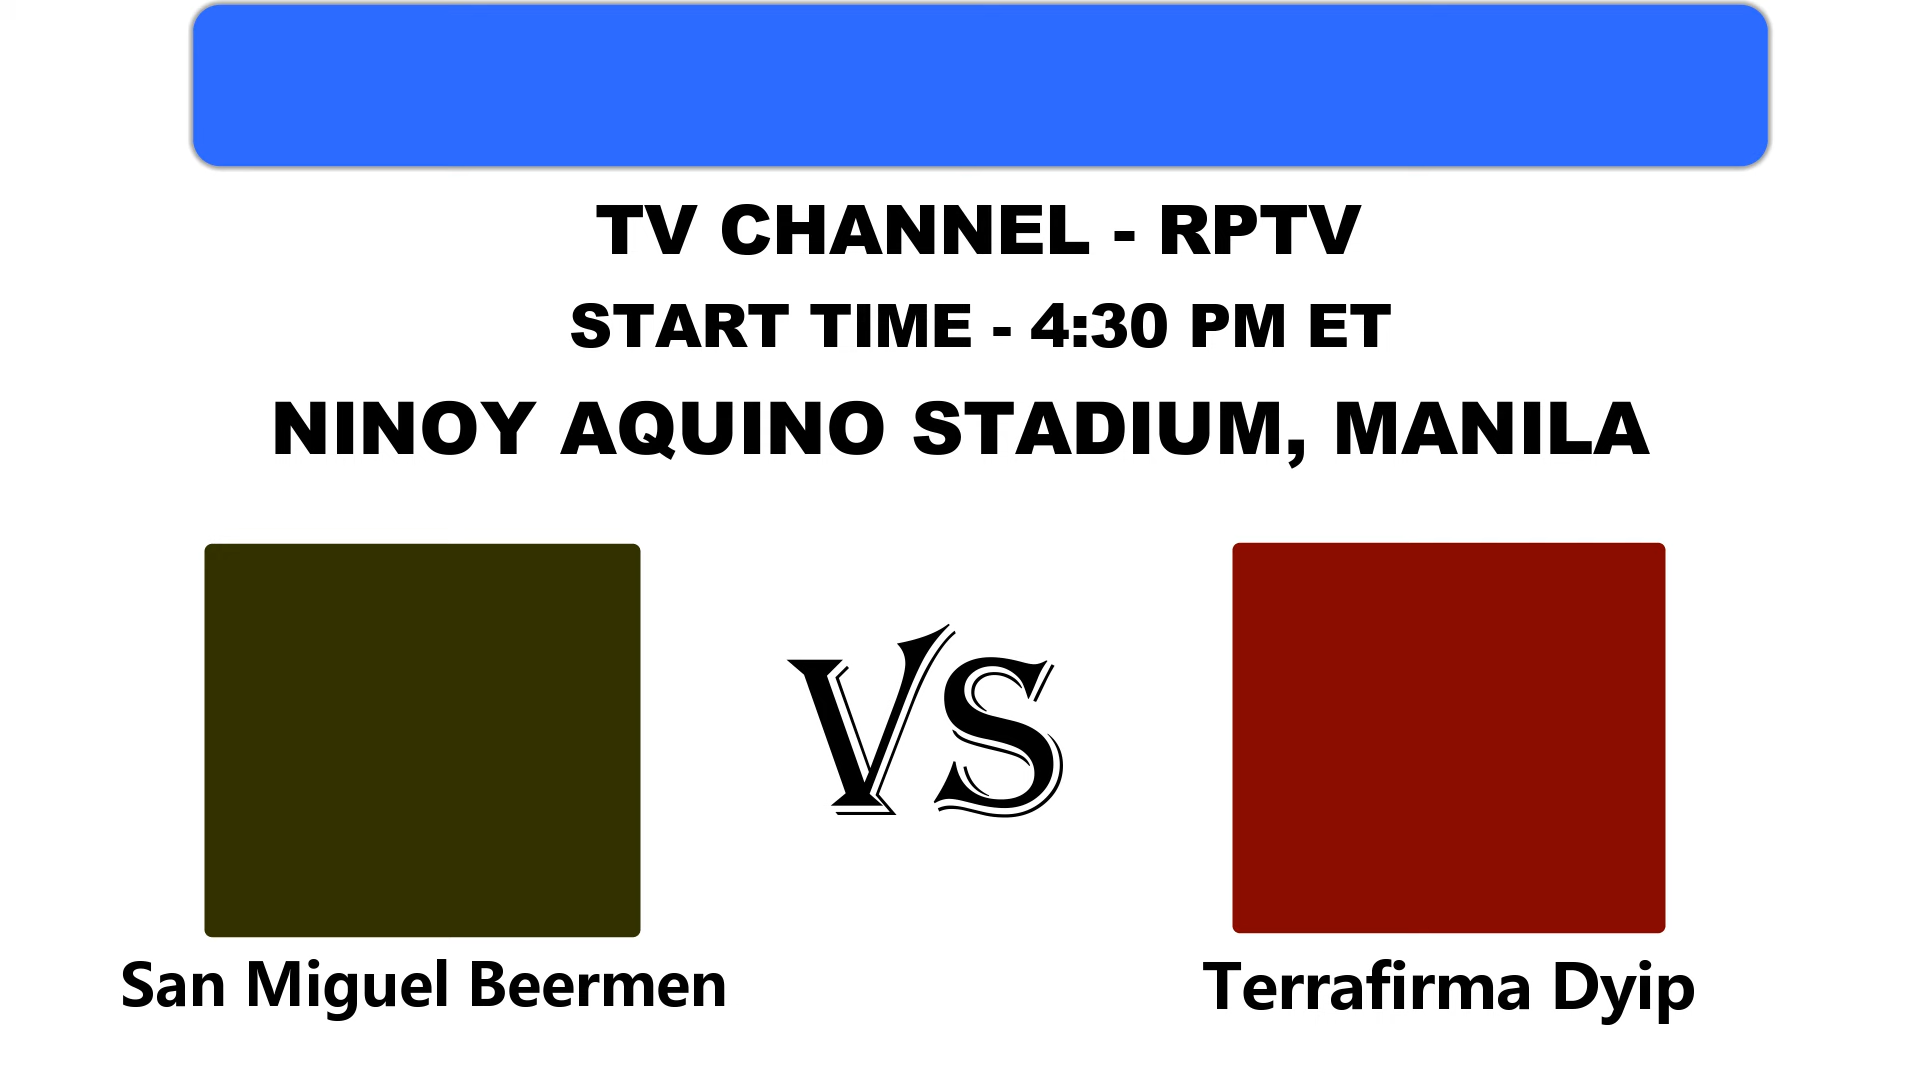 TV CHANNEL - RPTV
START TIME - 4:30 PM ET
NINOY AQUINO STADIUM, MANILA
VS
San Miguel Beermen
Terrafirma Dyip